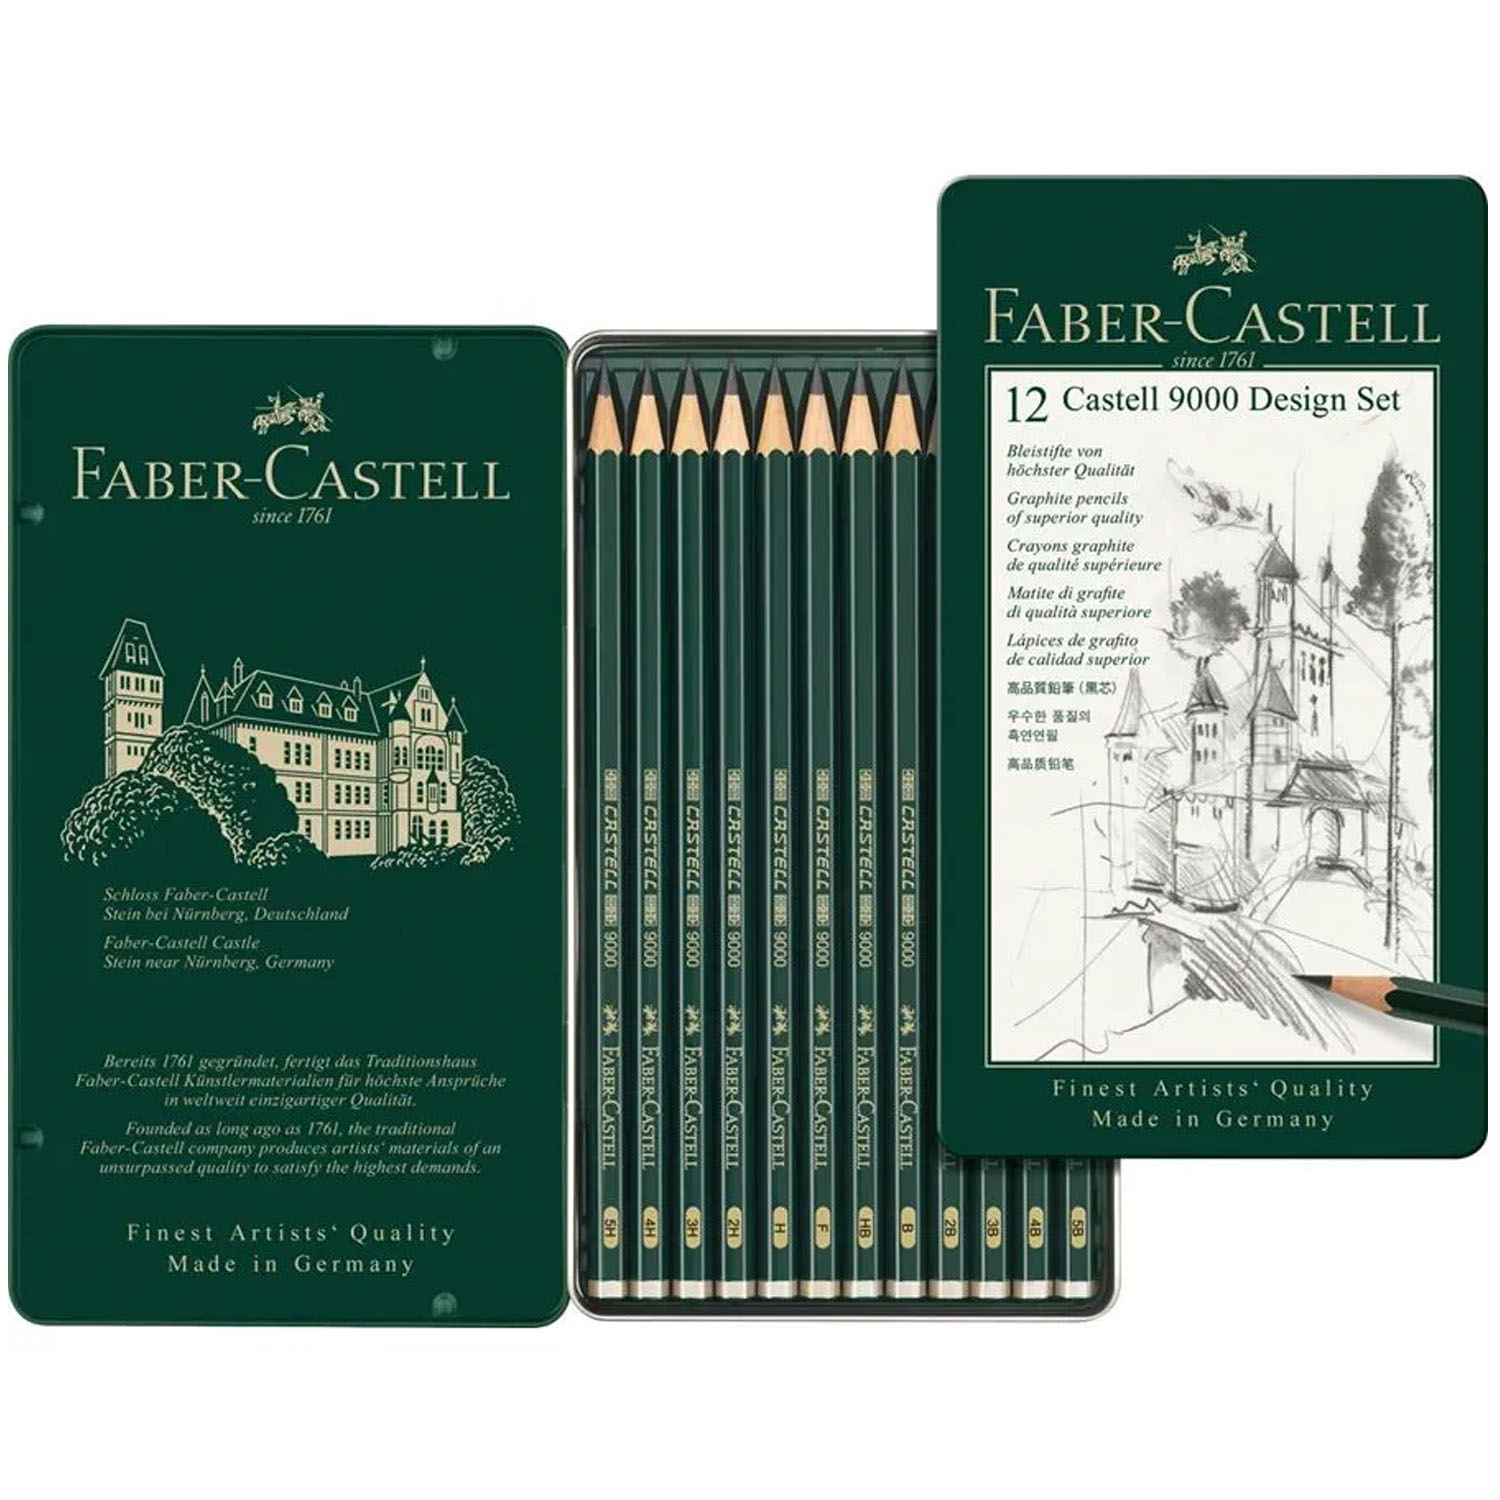 FABER-CASTELL
since 1761
Schloss Faber-Castell
Stein bei Nürnberg, Deutschland
Faber-Castell Castle
Stein near Nürnberg, Germany
Bereits 1761 gegründet, fertigt das Traditionshaus
Faber-Castell Künstlermaterialien für höchste Ansprüche
in weltweit einzigartiger Qualität.
Founded as long ago as 1761, the traditional
Faber-Castell company produces artists‘ materials of an
unsurpassed quality to satisfy the highest demands.
Finest Artists‘ Quality
Made in Germany
CASTELL 9000 FABER-CASTELL 5H
CASTELL 9000 FABER-CASTELL 4H
CASTELL 9000 FABER-CASTELL 3H
CASTELL 9000 FABER-CASTELL 2H
CASTELL 9000 FABER-CASTELL H
CASTELL 9000 FABER-CASTELL F
CASTELL 9000 FABER-CASTELL HB
CASTELL 9000 FABER-CASTELL B
2B
3B
4B
5B
FABER-CASTELL
since 1761
12 Castell 9000 Design Set
Bleistifte von
höchster Qualität
Graphite pencils
of superior quality
Crayons graphite
de qualité supérieure
Matite di grafite
di qualità superiore
Lápices de grafito
de calidad superior
高品質鉛筆 (黒芯)
우수한 품질의
흑연연필
高品质铅笔
Finest Artists‘ Quality
Made in Germany